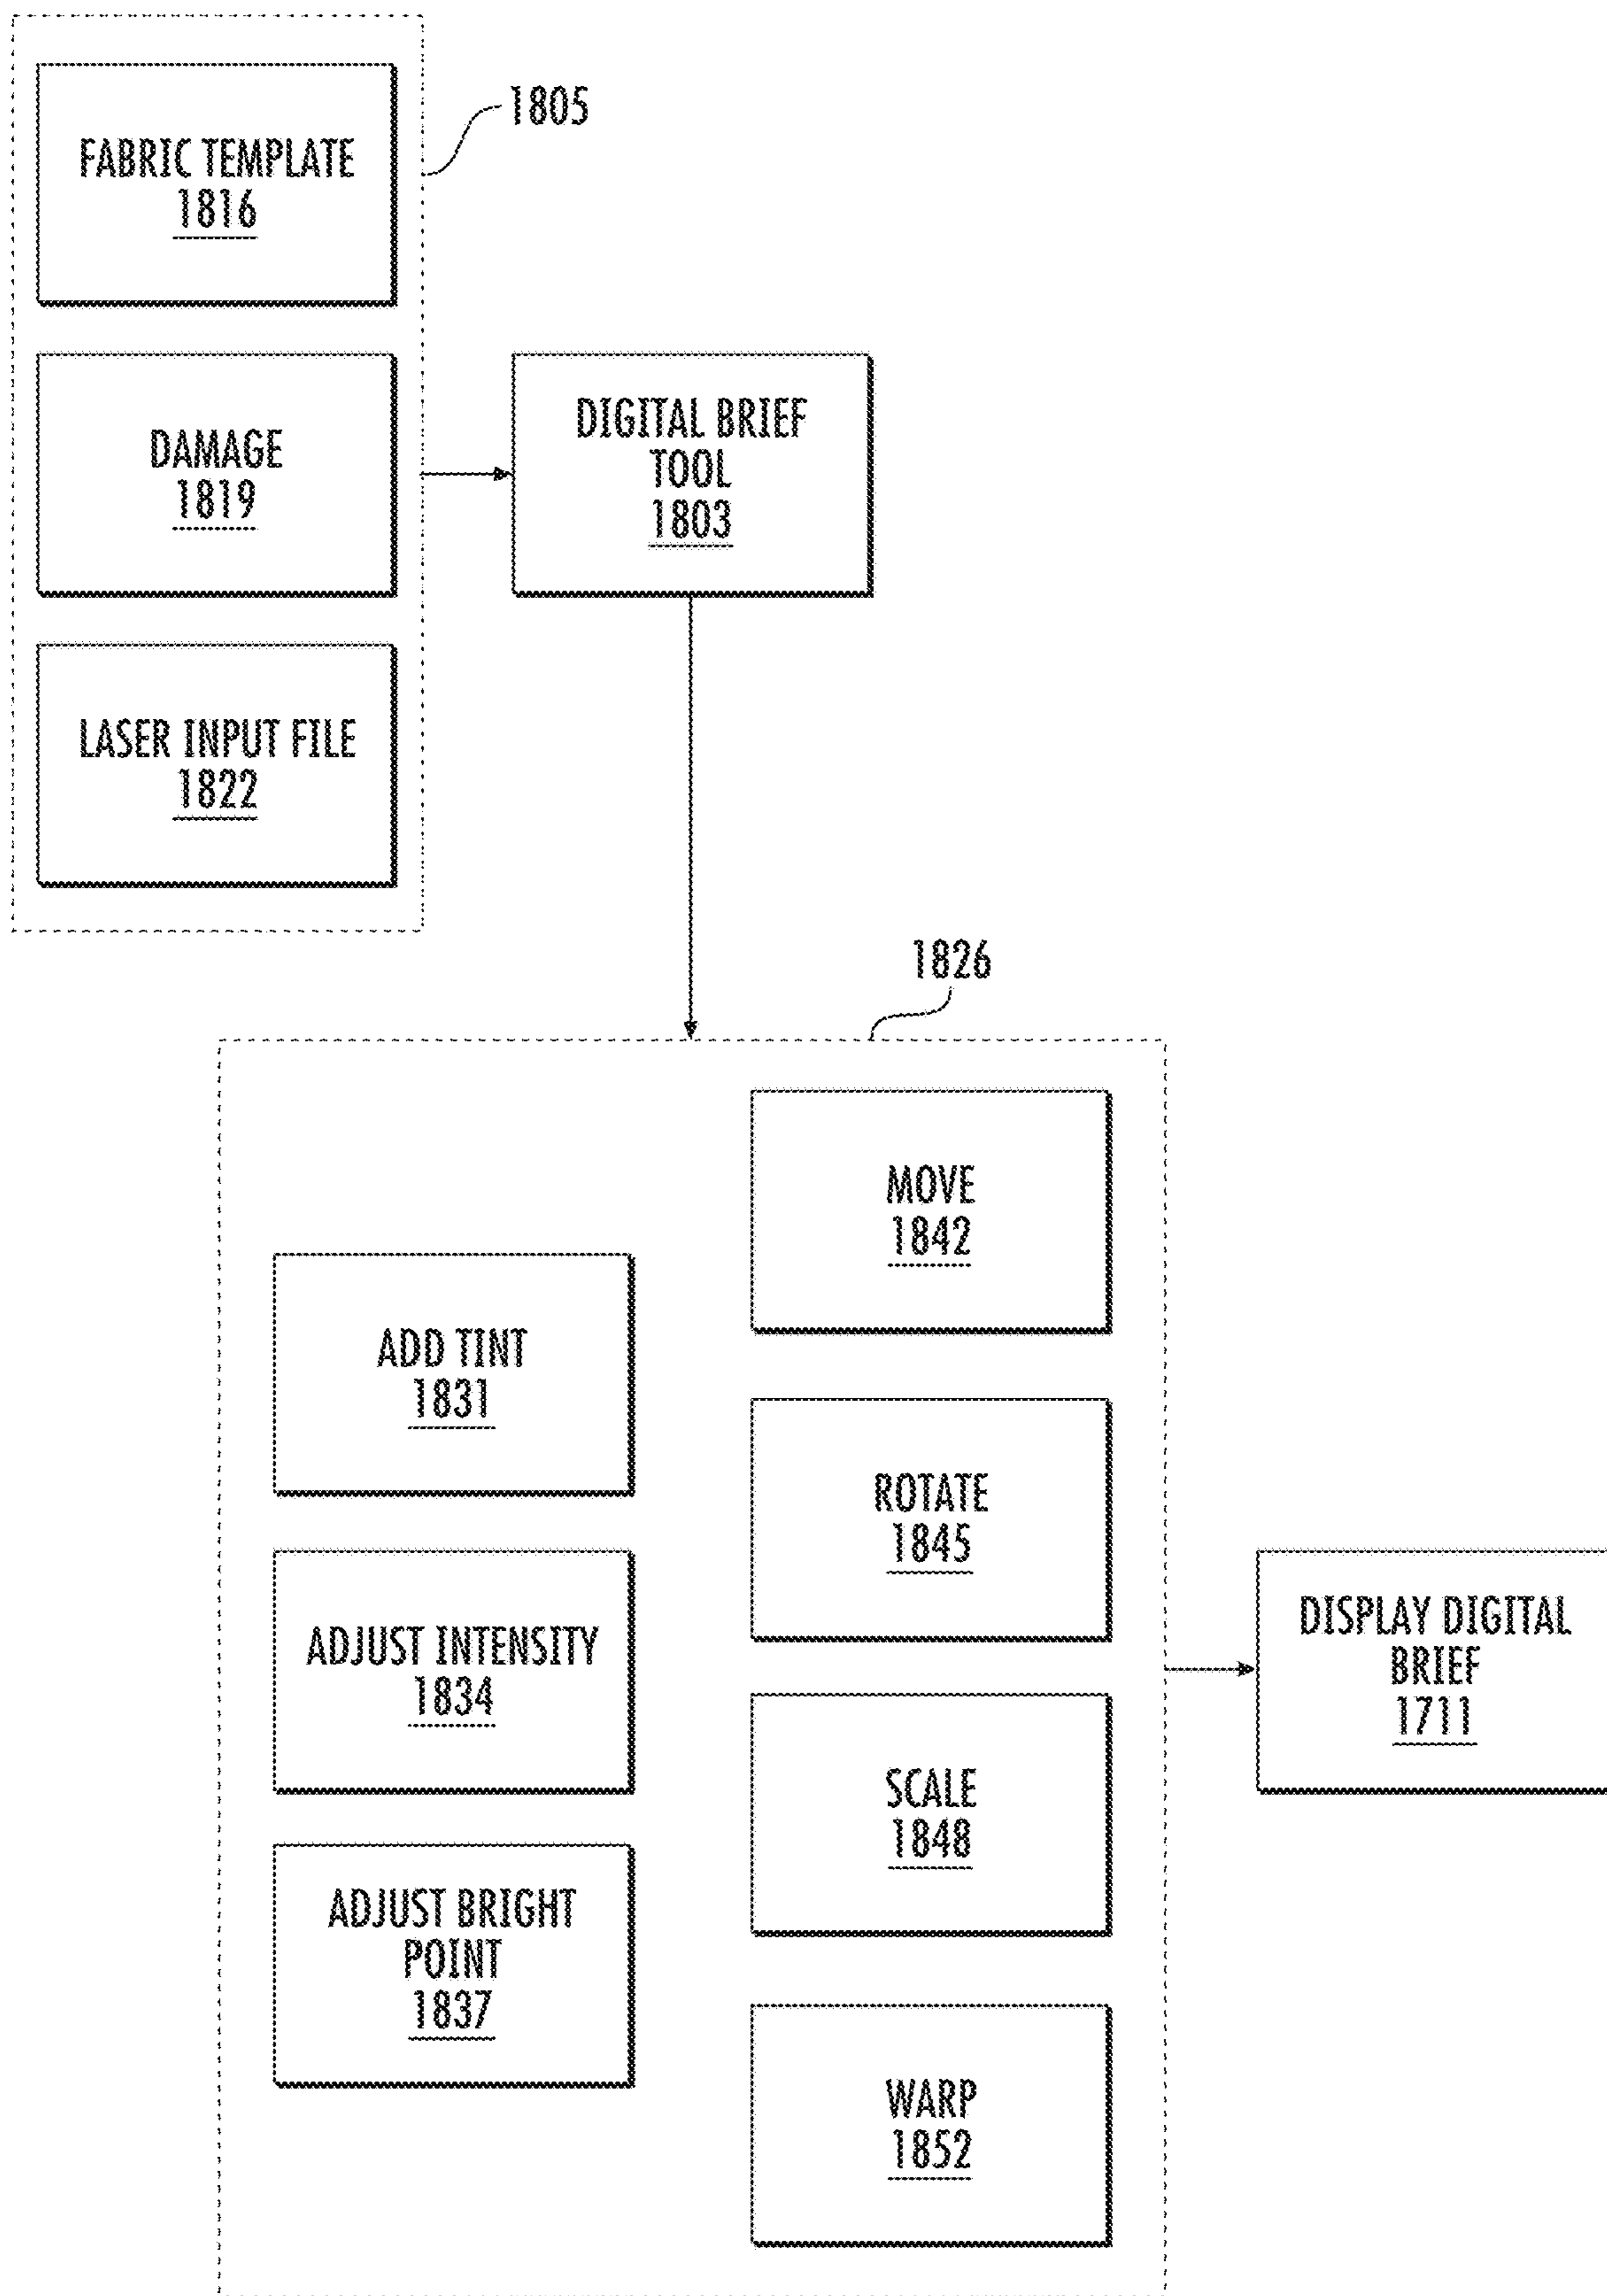 FABRIC TEMPLATE
1816
1805
DAMAGE
1819
DIGITAL BRIEF
TOOL
1803
LASER INPUT FILE
1822
1826
MOVE
1842
ADD TINT
1831
ROTATE
1845
ADJUST INTENSITY
1834
DISPLAY DIGITAL
BRIEF
1711
SCALE
1848
ADJUST BRIGHT
POINT
1837
WARP
1852